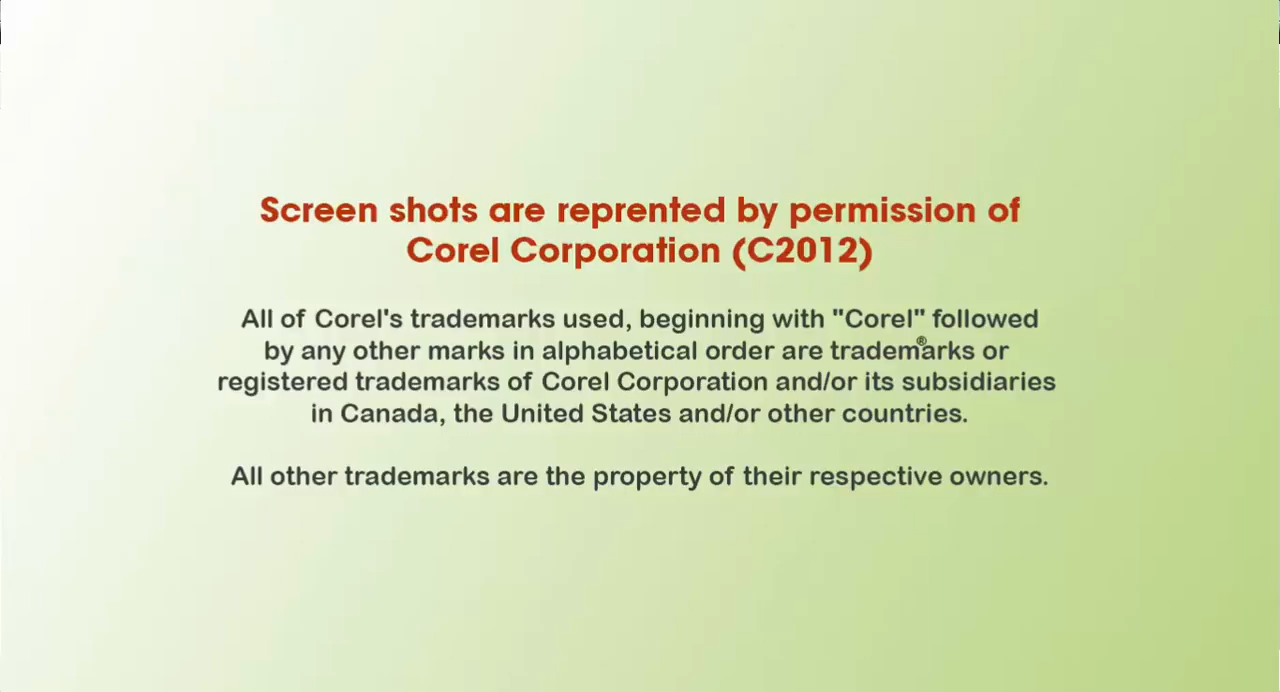 Screen shots are reprented by permission of
Corel Corporation (C2012)
All of Corel's trademarks used, beginning with "Corel" followed
by any other marks in alphabetical order are trademarks or
®
registered trademarks of Corel Corporation and/or its subsidiaries
in Canada, the United States and/or other countries.
All other trademarks are the property of their respective owners.